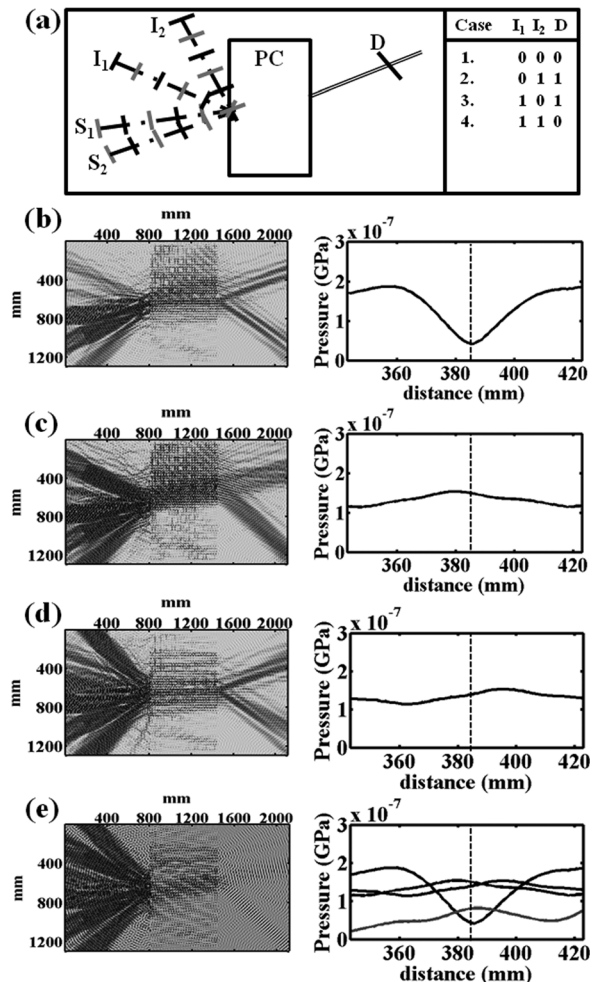 (a)
I2
I1
S1
S2
PC
D
Case I1 I2 D
1. 0 0 0
2. 0 1 1
3. 1 0 1
4. 1 1 0
(b)
mm
400 800 1200 1600 2000
mm
400
800
1200
x 10 -7
Pressure (GPa)
3
2
1
0
360 380 400 420
distance (mm)
(c)
mm
400 800 1200 1600 2000
mm
400
800
1200
x 10 -7
Pressure (GPa)
3
2
1
0
360 380 400 420
distance (mm)
(d)
mm
400 800 1200 1600 2000
mm
400
800
1200
x 10 -7
Pressure (GPa)
3
2
1
0
360 380 400 420
distance (mm)
(e)
mm
400 800 1200 1600 2000
mm
400
800
1200
x 10 -7
Pressure (GPa)
3
2
1
0
360 380 400 420
distance (mm)